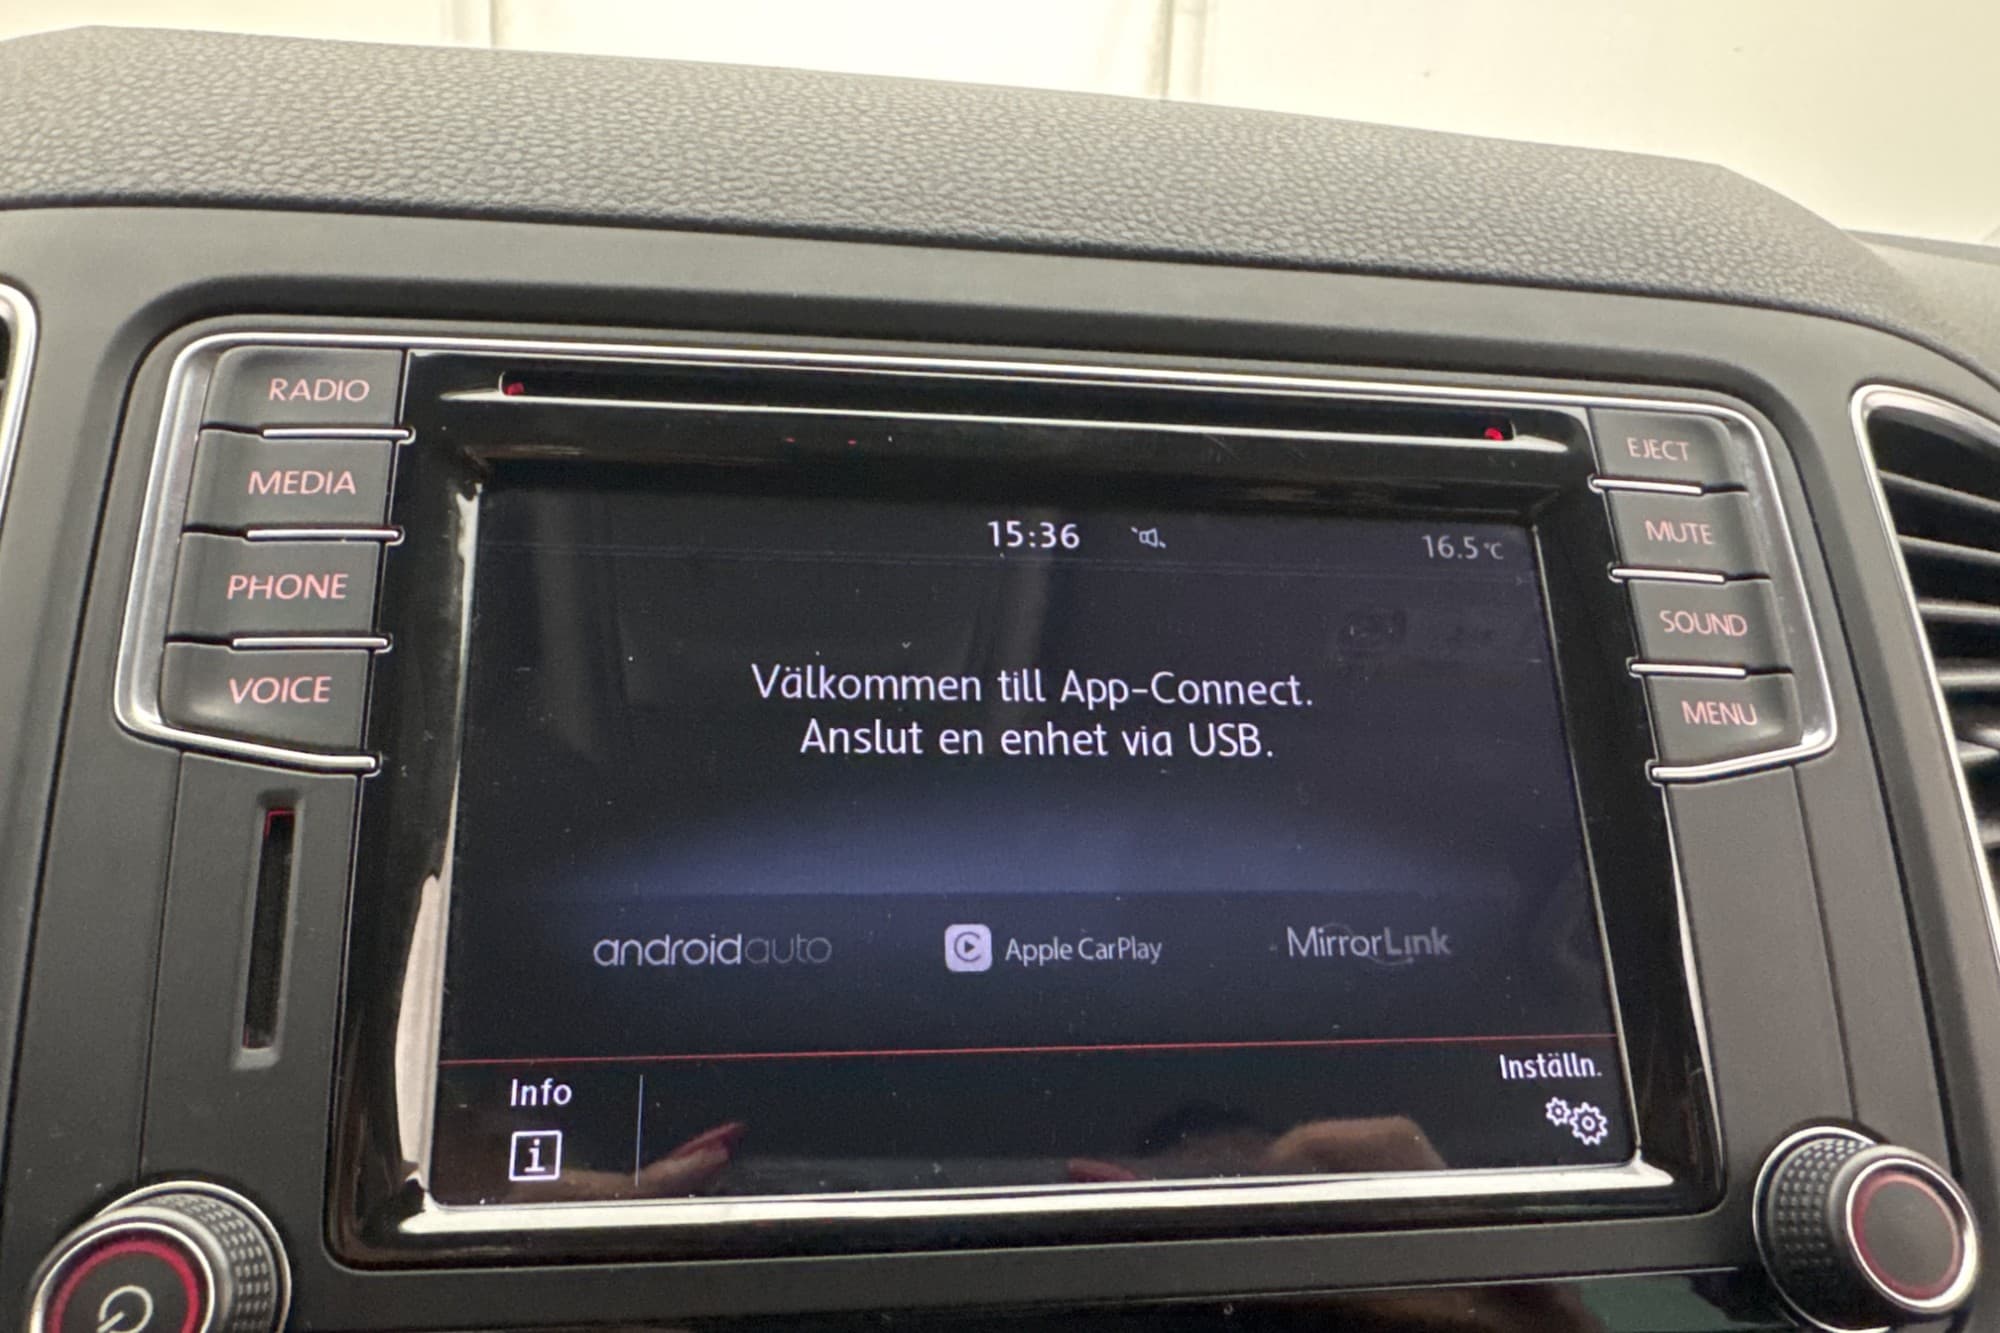 RADIO
MEDIA
PHONE
VOICE
EJECT
MUTE
SOUND
MENU
15:36
16.5°C
Välkommen till App-Connect.
Anslut en enhet via USB.
androidauto
Apple CarPlay
MirrorLink
Info
i
Inställn.